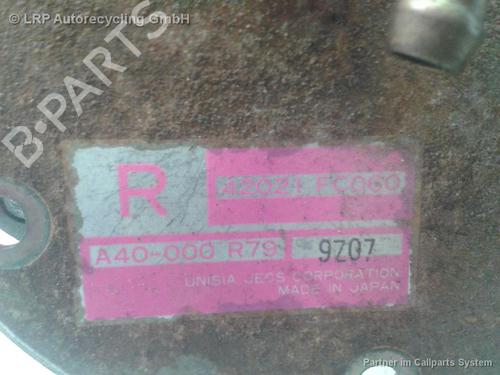 © LRP Autorecycling GmbH
B-PARTS
R
A2021 FC060
A40-000 R79
9Z07
UNISIA JECS CORPORATION
MADE IN JAPAN
Partner im Callparts System